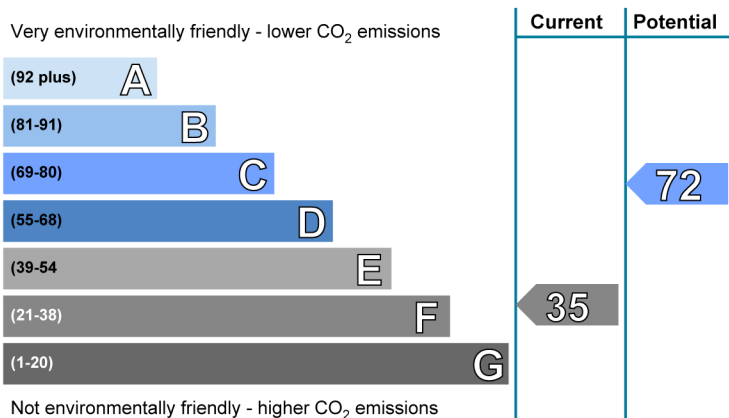 Very environmentally friendly - lower CO2 emissions
Current
Potential
(92 plus) A
(81-91) B
(69-80) C
72
(55-68) D
(39-54 E
(21-38) F
35
(1-20) G
Not environmentally friendly - higher CO2 emissions